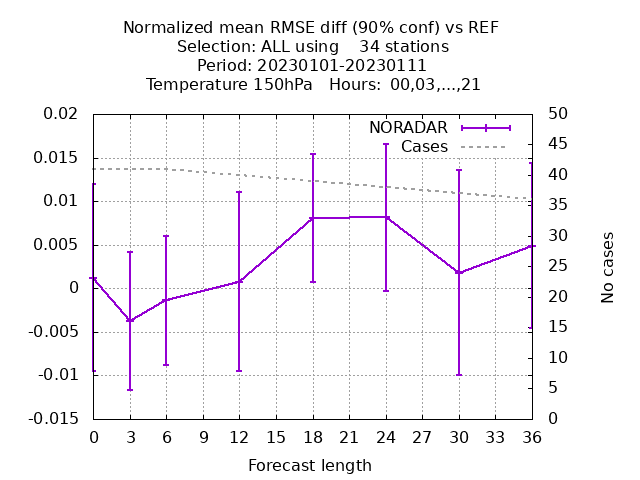 Normalized mean RMSE diff (90% conf) vs REF
Selection: ALL using    34 stations
Period: 20230101-20230111
Temperature 150hPa   Hours:  00,03,...,21
0.02
0.015
0.01
0.005
0
-0.005
-0.01
-0.015
NORADAR
Cases
50
45
40
35
30
25
20
15
10
5
0
No cases
0 3 6 9 12 15 18 21 24 27 30 33 36
Forecast length